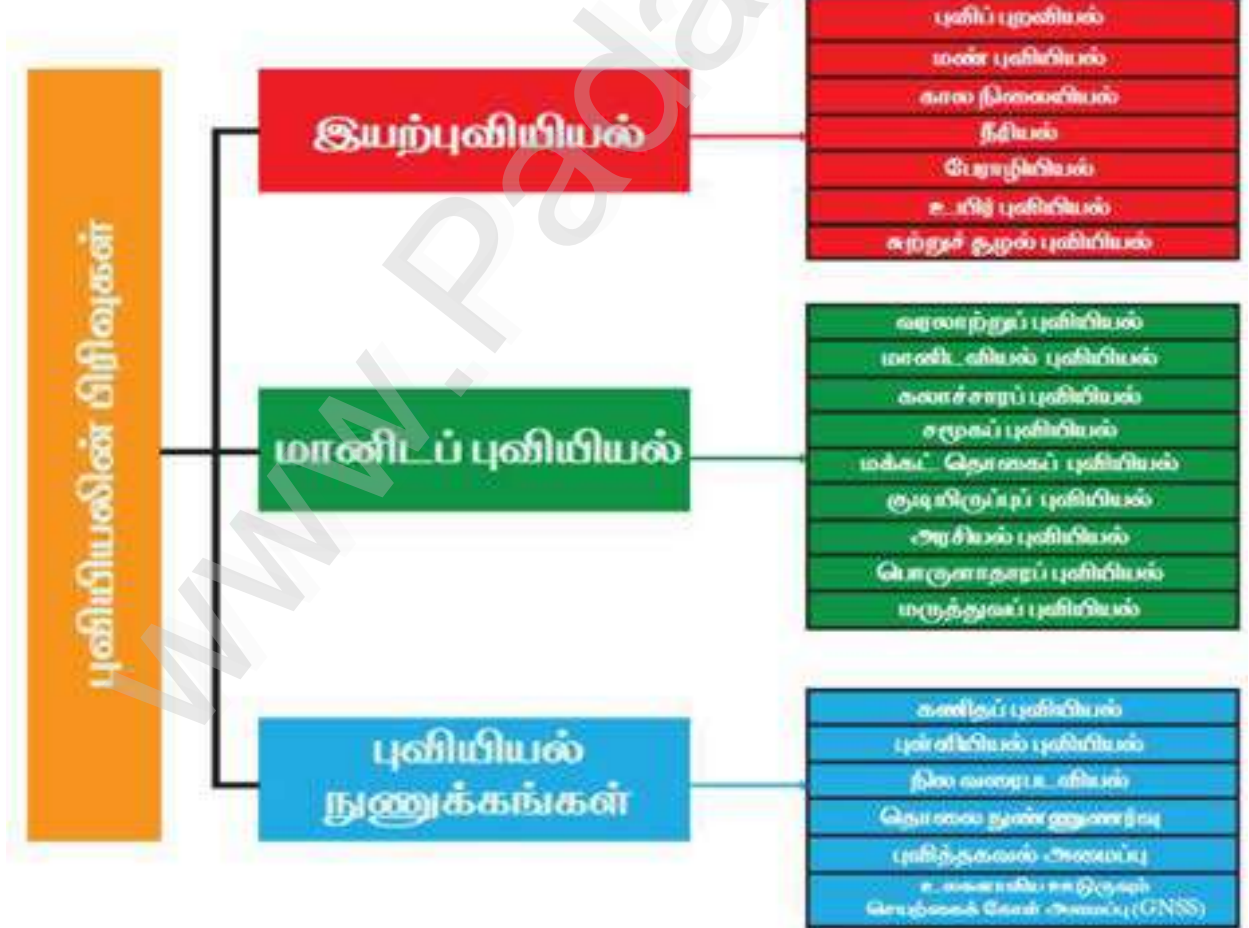 புவியியலின் பிரிவுகள்
இயற்புவியியல்
புவிப் புறவியல்
மண் புவியியல்
கால நிலையியல்
நீரியல்
பேராழியியல்
உயிர் புவியியல்
சுற்றுச் சூழல் புவியியல்
மானிடப் புவியியல்
வரலாற்றுப் புவியியல்
மானிடவியல் புவியியல்
கலாச்சாரப் புவியியல்
சமூகப் புவியியல்
மக்கட் தொகைப் புவியியல்
குடியிருப்புப் புவியியல்
அரசியல் புவியியல்
பொருளாதாரப் புவியியல்
மருத்துவப் புவியியல்
புவியியல்
நுணுக்கங்கள்
கணிதப் புவியியல்
புள்ளியியல் புவியியல்
நில வரைபடவியல்
தொலை நுண்ணுணர்வு
புவித்தகவல் அமைப்பு
உலகளாவிய ஊடுருவும்
செயற்கைக் கோள் அமைப்பு (GNSS)
www.Pada